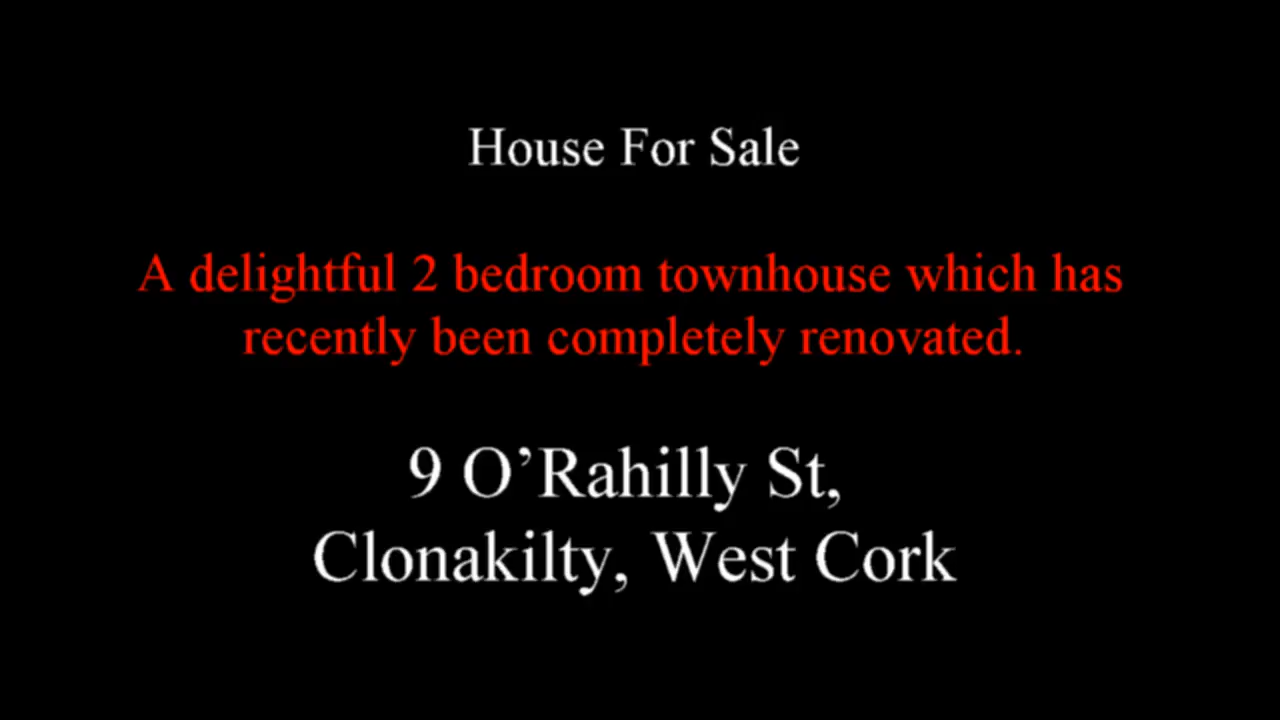 House For Sale
A delightful 2 bedroom townhouse which has
recently been completely renovated.
9 O’Rahilly St,
Clonakilty, West Cork